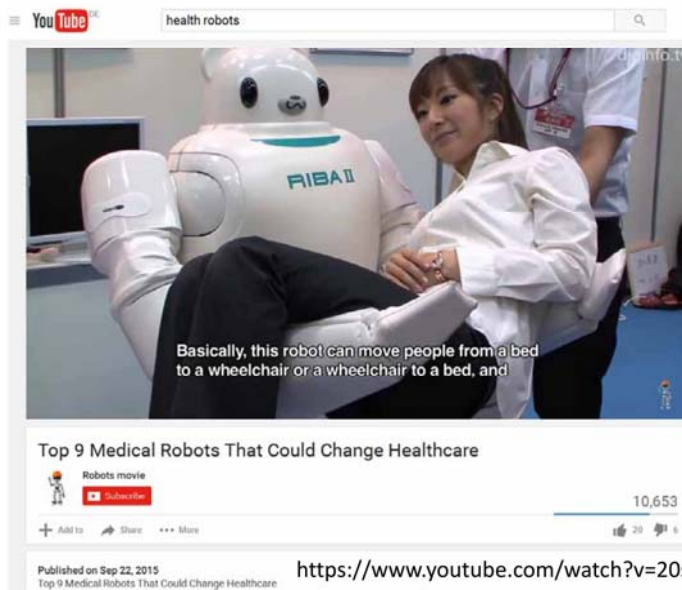 YouTube DE
health robots
diginfo.tv
RIBA II
Basically, this robot can move people from a bed
to a wheelchair or a wheelchair to a bed, and
Top 9 Medical Robots That Could Change Healthcare
Robots movie
Subscribe
10,653
Add to Share More
20 6
Published on Sep 22, 2015
Top 9 Medical Robots That Could Change Healthcare
https://www.youtube.com/watch?v=20